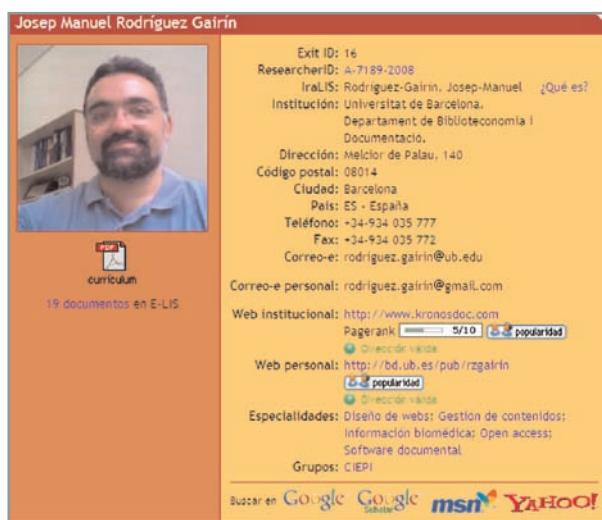 Josep Manuel Rodríguez Gairín
PDF
currículum
19 documentos en E-LIS
Exit ID: 16
ResearcherID: A-7189-2008
IraLIS: Rodríguez-Gairín, Josep-Manuel ¿Qué es?
Institución: Universitat de Barcelona.
Departament de Biblioteconomia i
Documentació.
Dirección: Melcior de Palau, 140
Código postal: 08014
Ciudad: Barcelona
País: ES - España
Teléfono: +34-934 035 777
Fax: +34-934 035 772
Correo-e: rodriguez.gairin@ub.edu
Correo-e personal: rodriguez.gairin@gmail.com
Web institucional: http://www.kronosdoc.com
Pagerank 5/10 popularidad
Dirección válida
Web personal: http://bd.ub.es/pub/rzgairin
popularidad
Dirección válida
Especialidades: Diseño de webs; Gestión de contenidos;
Información biomédica; Open access;
Software documental
Grupos: CIEPI
Buscar en Google Google Scholar msn YAHOO!